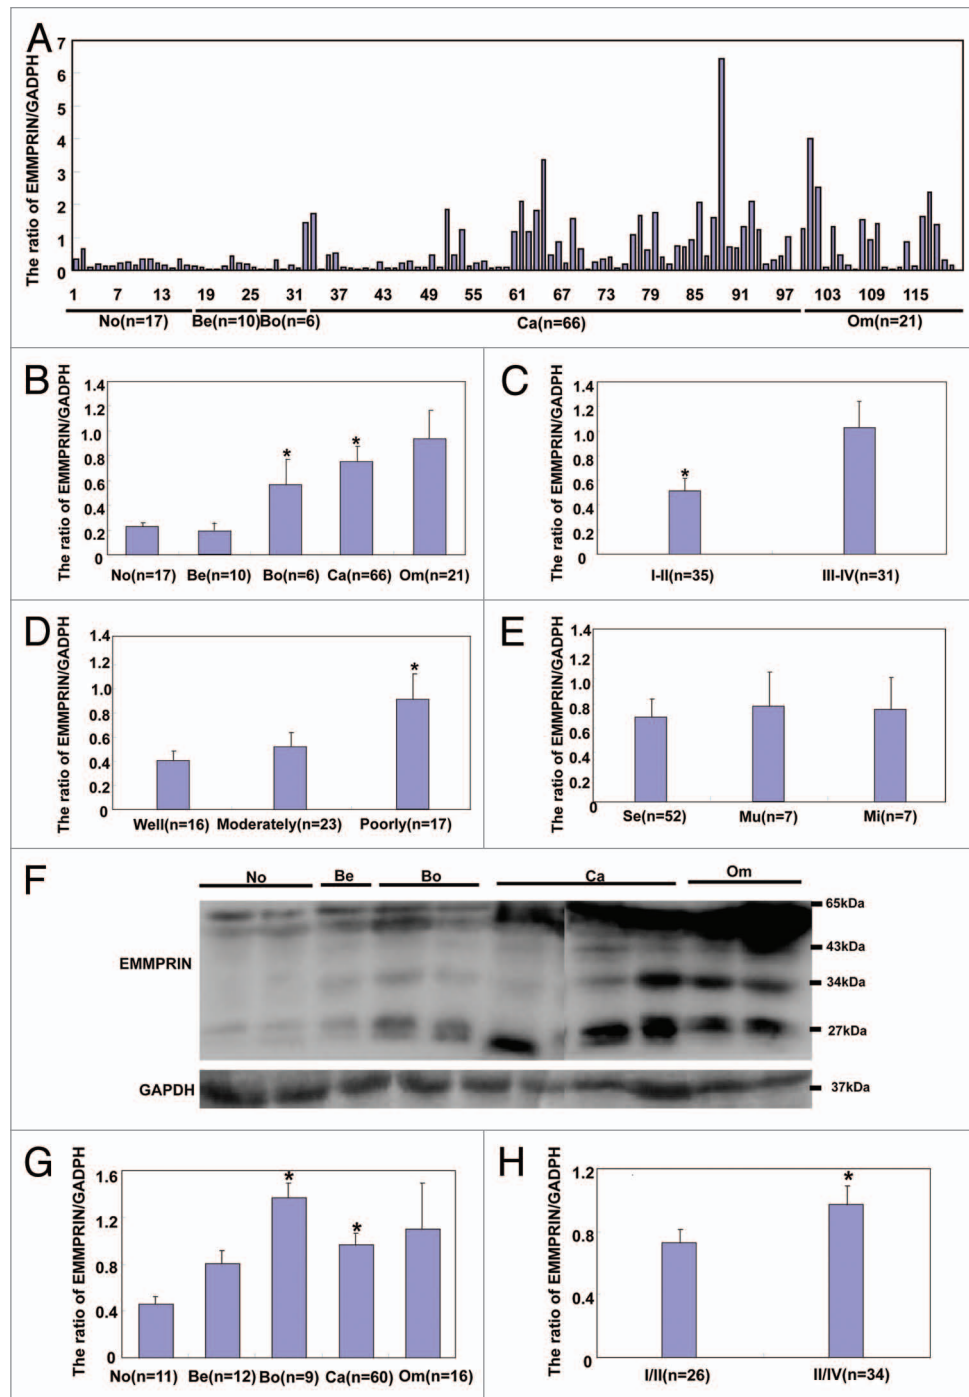 A
The ratio of EMMPRIN/GADPH
7
6
5
4
3
2
1
0
1 7 13 19 25 31 37 43 49 55 61 67 73 79 85 91 97 103 109 115
No(n=17) Be(n=10) Bo(n=6) Ca(n=66) Om(n=21)
B
The ratio of EMMPRIN/GADPH
1.4
1.2
1.0
0.8
0.6
0.4
0.2
0
* *
No(n=17) Be(n=10) Bo(n=6) Ca(n=66) Om(n=21)
C
The ratio of EMMPRIN/GADPH
1.4
1.2
1.0
0.8
0.6
0.4
0.2
0
*
I-II(n=35) III-IV(n=31)
D
The ratio of EMMPRIN/GADPH
1.4
1.2
1.0
0.8
0.6
0.4
0.2
0
*
Well(n=16) Moderately(n=23) Poorly(n=17)
E
The ratio of EMMPRIN/GADPH
1.4
1.2
1.0
0.8
0.6
0.4
0.2
0
Se(n=52) Mu(n=7) Mi(n=7)
F
No Be Bo Ca Om
65kDa
43kDa
EMMPRIN
34kDa
27kDa
GAPDH
37kDa
G
The ratio of EMMPRIN/GADPH
1.6
1.2
0.8
0.4
0
* *
No(n=11) Be(n=12) Bo(n=9) Ca(n=60) Om(n=16)
H
The ratio of EMMPRIN/GADPH
1.2
0.8
0.4
0
*
I/II(n=26) II/IV(n=34)